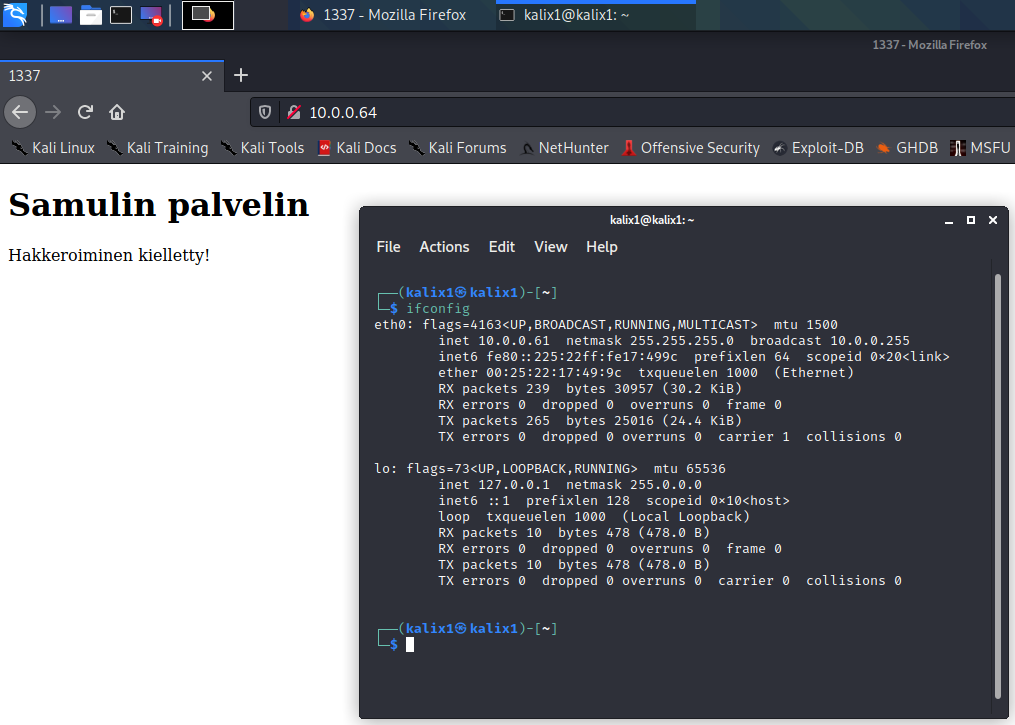 1337 - Mozilla Firefox
kalix1@kalix1: ~
1337 - Mozilla Firefox
1337
10.0.0.64
Kali Linux Kali Training Kali Tools Kali Docs Kali Forums NetHunter Offensive Security Exploit-DB GHDB MSFU
Samulin palvelin
Hakkeroiminen kielletty!
kalix1@kalix1: ~
File Actions Edit View Help
┌──(kalix1㉿kalix1)-[~]
└─$ ifconfig
eth0: flags=4163<UP,BROADCAST,RUNNING,MULTICAST>  mtu 1500
        inet 10.0.0.61  netmask 255.255.255.0  broadcast 10.0.0.255
        inet6 fe80::225:22ff:fe17:499c  prefixlen 64  scopeid 0x20<link>
        ether 00:25:22:17:49:9c  txqueuelen 1000  (Ethernet)
        RX packets 239  bytes 30957 (30.2 KiB)
        RX errors 0  dropped 0  overruns 0  frame 0
        TX packets 265  bytes 25016 (24.4 KiB)
        TX errors 0  dropped 0 overruns 0  carrier 1  collisions 0
lo: flags=73<UP,LOOPBACK,RUNNING>  mtu 65536
        inet 127.0.0.1  netmask 255.0.0.0
        inet6 ::1  prefixlen 128  scopeid 0x10<host>
        loop  txqueuelen 1000  (Local Loopback)
        RX packets 10  bytes 478 (478.0 B)
        RX errors 0  dropped 0  overruns 0  frame 0
        TX packets 10  bytes 478 (478.0 B)
        TX errors 0  dropped 0 overruns 0  carrier 0  collisions 0
┌──(kalix1㉿kalix1)-[~]
└─$